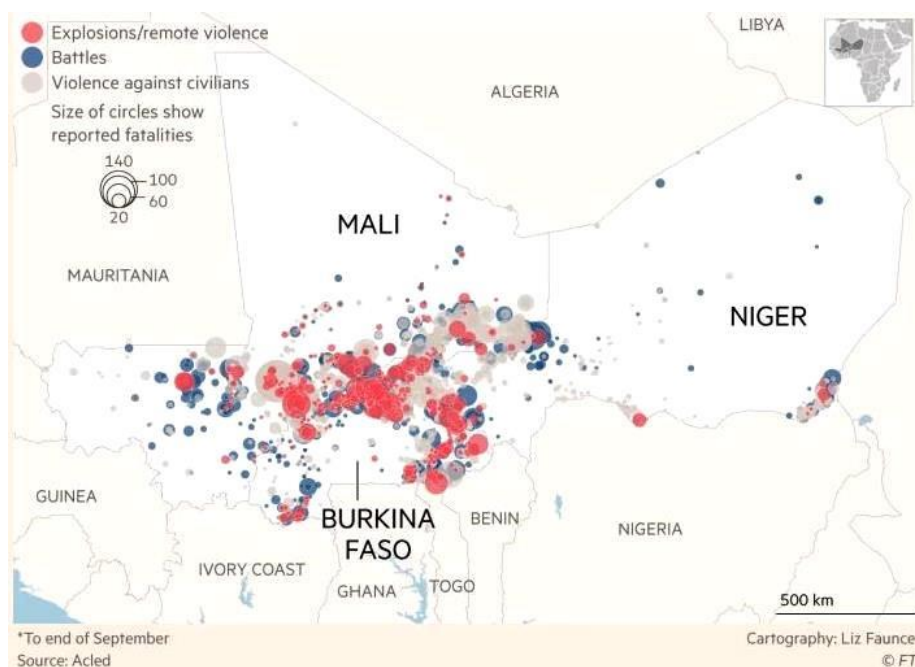 Explosions/remote violence
Battles
Violence against civilians
Size of circles show
reported fatalities
140
100
60
20
LIBYA
ALGERIA
MALI
MAURITANIA
NIGER
GUINEA
BURKINA
FASO
BENIN
NIGERIA
IVORY COAST
GHANA
TOGO
500 km
*To end of September
Source: Acled
Cartography: Liz Faunce
© FT